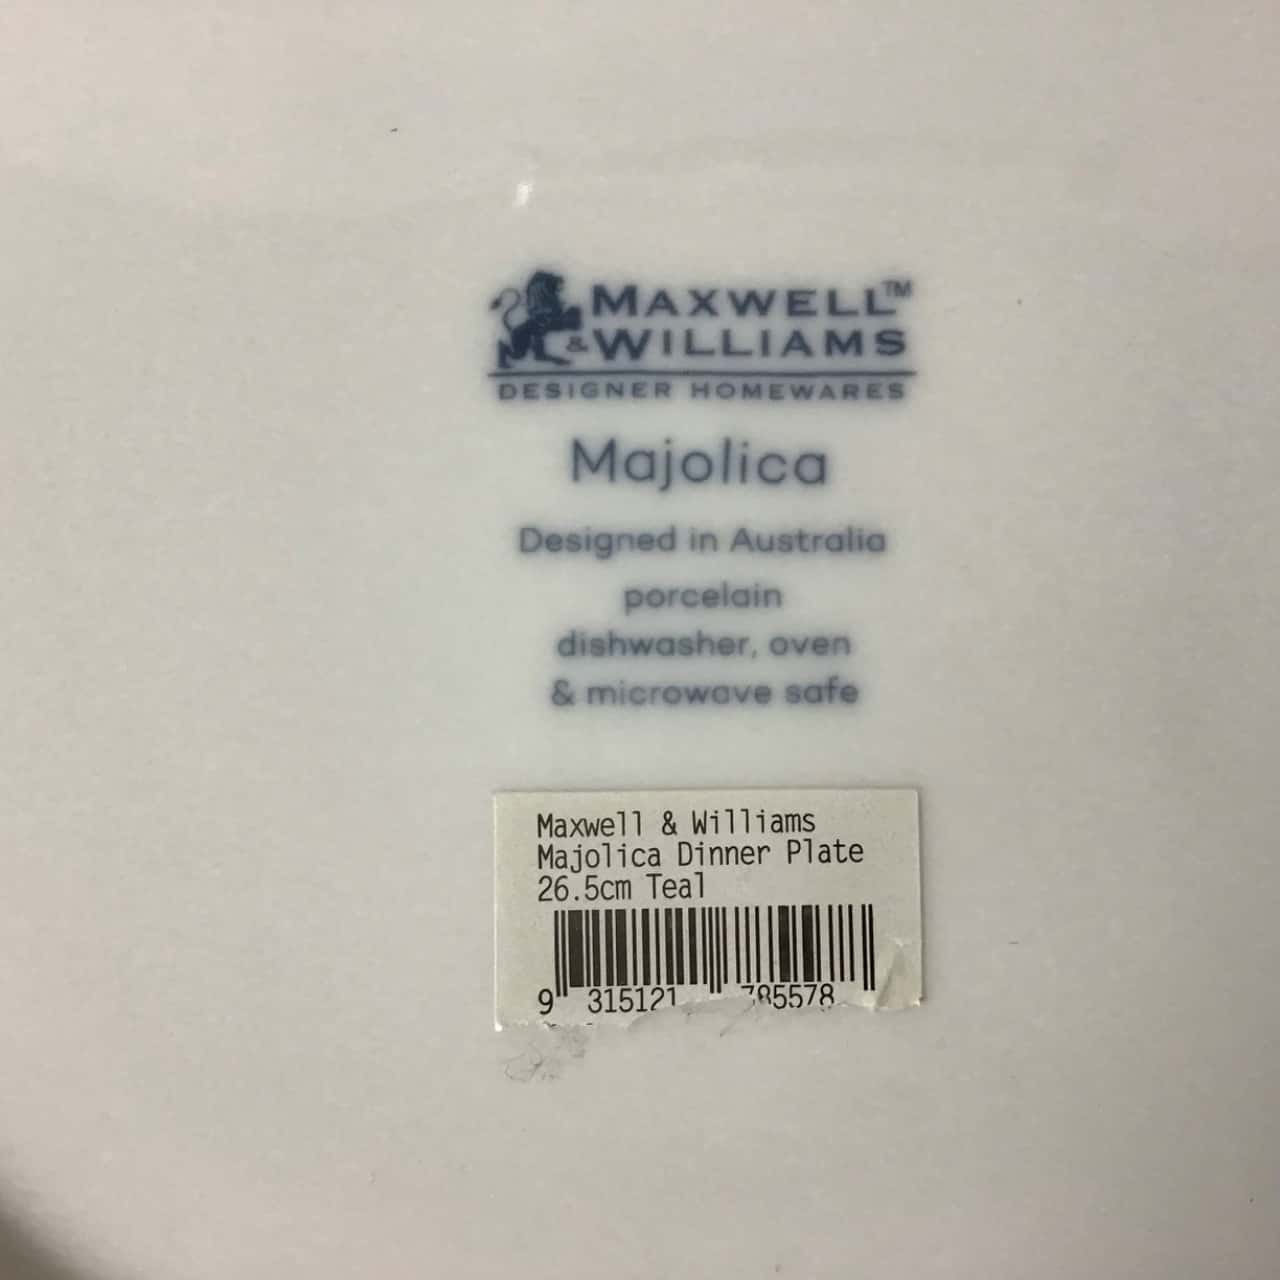 MAXWELL™
& WILLIAMS
DESIGNER HOMEWARES
Majolica
Designed in Australia
porcelain
dishwasher, oven
& microwave safe
Maxwell & Williams
Majolica Dinner Plate
26.5cm Teal
9 315121 785578